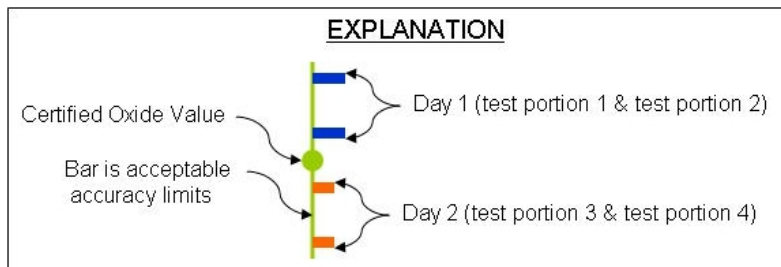 EXPLANATION
Day 1 (test portion 1 & test portion 2)
Certified Oxide Value
Bar is acceptable
accuracy limits
Day 2 (test portion 3 & test portion 4)